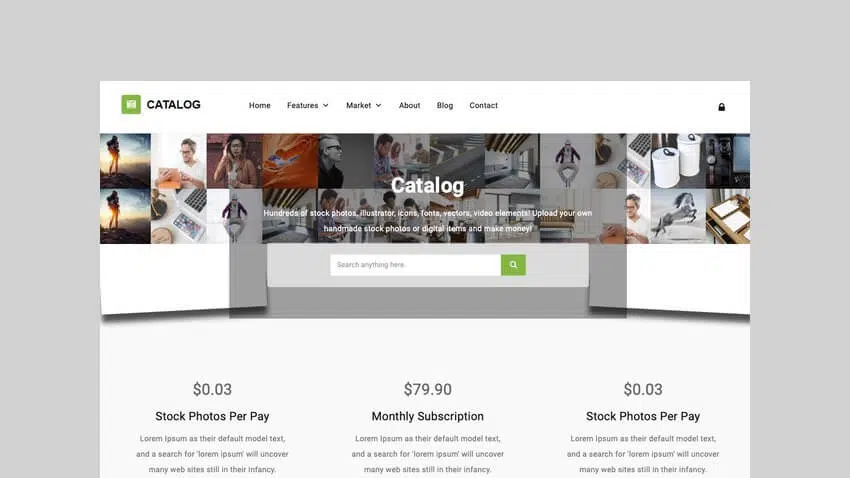 CATALOG
Home Features Market About Blog Contact
Catalog
Hundreds of stock photos, illustrator, icons, fonta, vectors, video elements! Upload your own
handmade stock photos or digital items and make money!
Search anything here.
$0.03 $79.90 $0.03
Stock Photos Per Pay Monthly Subscription Stock Photos Per Pay
Lorem Ipsum as their default model text, Lorem Ipsum as their default model text, Lorem Ipsum as their default model text,
and a search for 'lorem ipsum' will uncover and a search for 'lorem ipsum' will uncover and a search for 'lorem ipsum' will uncover
many web sites still in their infancy. many web sites still in their infancy. many web sites still in their infancy.